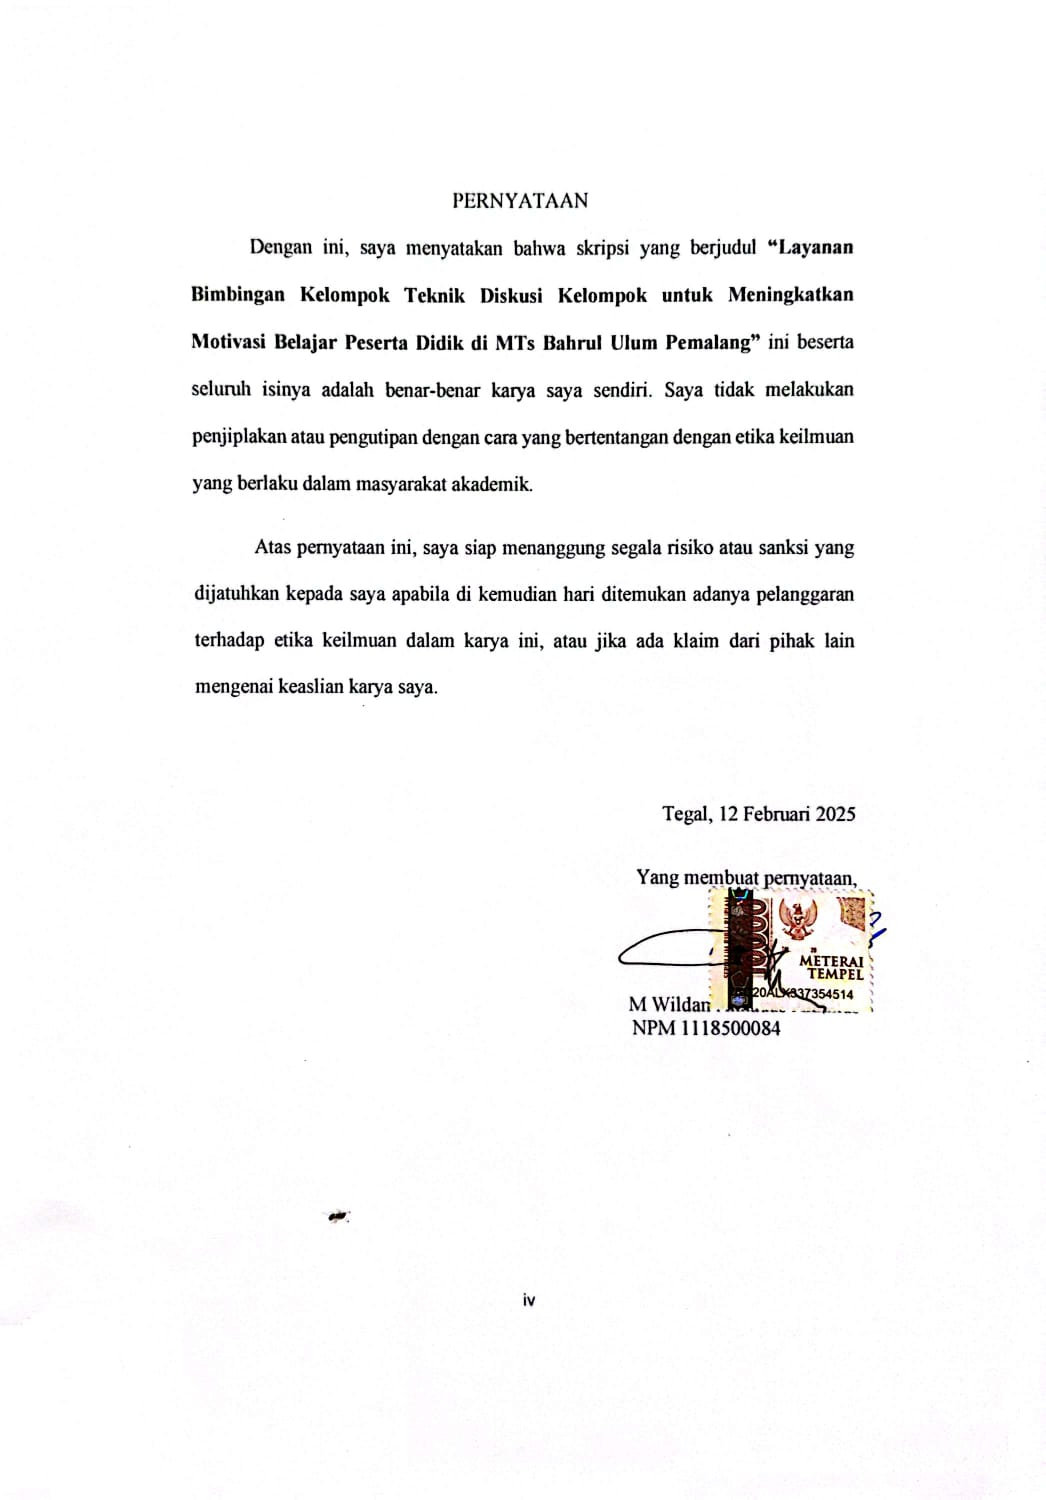 PERNYATAAN
Dengan ini, saya menyatakan bahwa skripsi yang berjudul “Layanan
Bimbingan Kelompok Teknik Diskusi Kelompok untuk Meningkatkan
Motivasi Belajar Peserta Didik di MTs Bahrul Ulum Pemalang” ini beserta
seluruh isinya adalah benar-benar karya saya sendiri. Saya tidak melakukan
penjiplakan atau pengutipan dengan cara yang bertentangan dengan etika keilmuan
yang berlaku dalam masyarakat akademik.
Atas pernyataan ini, saya siap menanggung segala risiko atau sanksi yang
dijatuhkan kepada saya apabila di kemudian hari ditemukan adanya pelanggaran
terhadap etika keilmuan dalam karya ini, atau jika ada klaim dari pihak lain
mengenai keaslian karya saya.
Tegal, 12 Februari 2025
Yang membuat pernyataan,
METERAI
TEMPEL
M Wildan
NPM 1118500084
iv